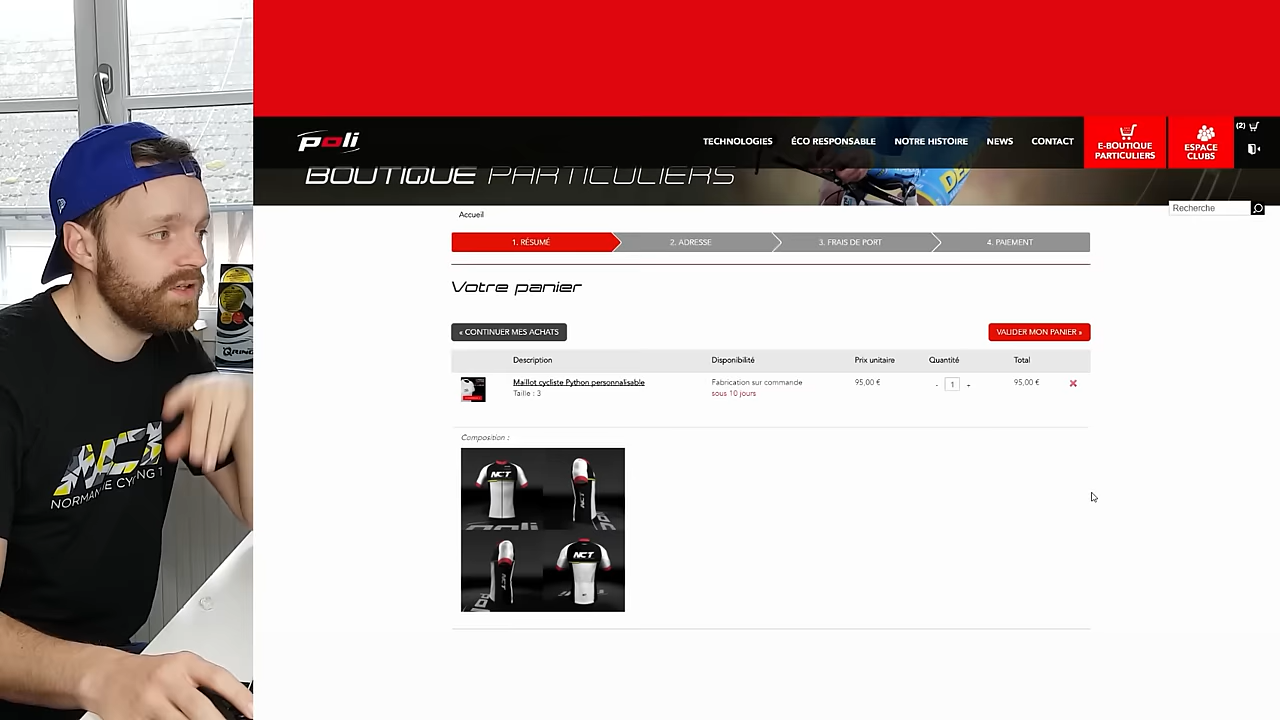 poli
TECHNOLOGIES
ÉCO RESPONSABLE
NOTRE HISTOIRE
NEWS
CONTACT
E-BOUTIQUE
PARTICULIERS
ESPACE
CLUBS
(2)
BOUTIQUE PARTICULIERS
Recherche
Accueil
1. RÉSUMÉ
2. ADRESSE
3. FRAIS DE PORT
4. PAIEMENT
Votre panier
« CONTINUER MES ACHATS
VALIDER MON PANIER »
Description
Disponibilité
Prix unitaire
Quantité
Total
Maillot cycliste Python personnalisable
Taille : 3
Fabrication sur commande
sous 10 jours
95,00 €
- 1 +
95,00 €
Composition :
NCT
NCT
NCT
NCT
poli